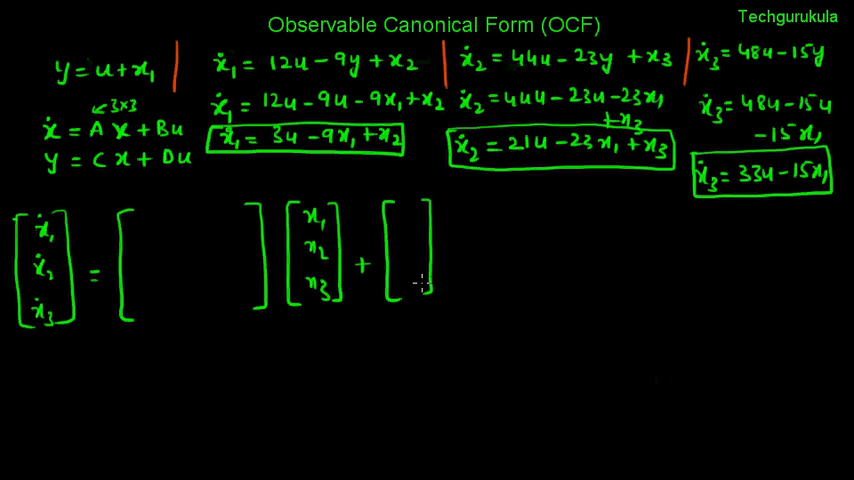 Observable Canonical Form (OCF)
Techgurukula
y = u + x₁
ẋ₁ = 12u - 9y + x₂
ẋ₂ = 44u - 23y + x₃
ẋ₃ = 48u - 15y
3×3
ẋ = A x + Bu
y = C x + Du
ẋ₁ = 12u - 9u - 9x₁ + x₂
ẋ₁ = 3u - 9x₁ + x₂
ẋ₂ = 44u - 23u - 23x₁
+ x₃
ẋ₂ = 21u - 23x₁ + x₃
ẋ₃ = 48u - 15u
- 15x₁
ẋ₃ = 33u - 15x₁
[ẋ₁ ẋ₂ ẋ₃] = [ ] [x₁ x₂ x₃] + [ ]